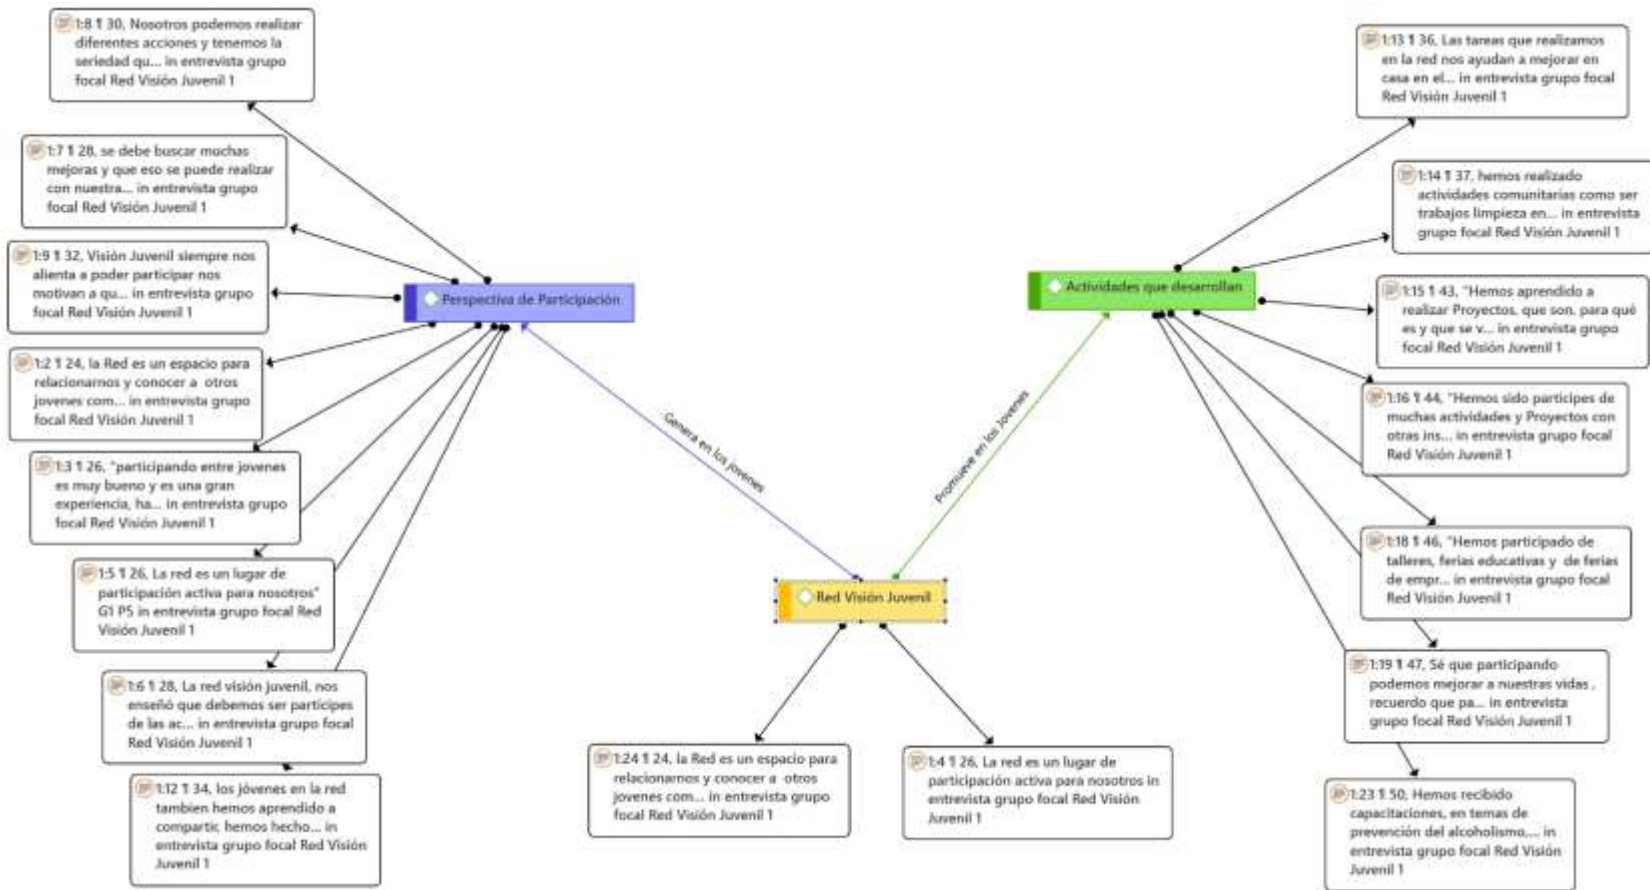 1:8 ¶ 30, Nosotros podemos realizar
diferentes acciones y tenemos la
seriedad qu... in entrevista grupo
focal Red Visión Juvenil 1
1:7 ¶ 28, se debe buscar muchas
mejoras y que eso se puede realizar
con nuestra... in entrevista grupo
focal Red Visión Juvenil 1
1:9 ¶ 32, Visión Juvenil siempre nos
alienta a poder participar nos
motivan a qu... in entrevista grupo
focal Red Visión Juvenil 1
1:2 ¶ 24, la Red es un espacio para
relacionarnos y conocer a otros
jovenes com... in entrevista grupo
focal Red Visión Juvenil 1
1:3 ¶ 26, "participando entre jovenes
es muy bueno y es una gran
experiencia, ha... in entrevista grupo
focal Red Visión Juvenil 1
1:5 ¶ 26, La red es un lugar de
participación activa para nosotros"
G1 P5 in entrevista grupo focal Red
Visión Juvenil 1
1:6 ¶ 28, La red visión juvenil, nos
enseñó que debemos ser participes
de las ac... in entrevista grupo focal
Red Visión Juvenil 1
1:12 ¶ 34, los jóvenes en la red
tambien hemos aprendido a
compartir, hemos hecho... in
entrevista grupo focal Red Visión
Juvenil 1
Perspectiva de Participación
Genera en los jovenes
Red Visión Juvenil
Promueve en los Jovenes
Actividades que desarrollan
1:24 ¶ 24, la Red es un espacio para
relacionarnos y conocer a otros
jovenes com... in entrevista grupo
focal Red Visión Juvenil 1
1:4 ¶ 26, La red es un lugar de
participación activa para nosotros in
entrevista grupo focal Red Visión
Juvenil 1
1:13 ¶ 36, Las tareas que realizamos
en la red nos ayudan a mejorar en
casa en el... in entrevista grupo focal
Red Visión Juvenil 1
1:14 ¶ 37, hemos realizado
actividades comunitarias como ser
trabajos limpieza en... in entrevista
grupo focal Red Visión Juvenil 1
1:15 ¶ 43, "Hemos aprendido a
realizar Proyectos, que son, para qué
es y que se v... in entrevista grupo
focal Red Visión Juvenil 1
1:16 ¶ 44, "Hemos sido participes de
muchas actividades y Proyectos con
otras ins... in entrevista grupo focal
Red Visión Juvenil 1
1:18 ¶ 46, "Hemos participado de
talleres, ferias educativas y de ferias
de empr... in entrevista grupo focal
Red Visión Juvenil 1
1:19 ¶ 47, Sé que participando
podemos mejorar a nuestras vidas ,
recuerdo que pa... in entrevista
grupo focal Red Visión Juvenil 1
1:23 ¶ 50, Hemos recibido
capacitaciones, en temas de
prevención del alcoholismo,... in
entrevista grupo focal Red Visión
Juvenil 1